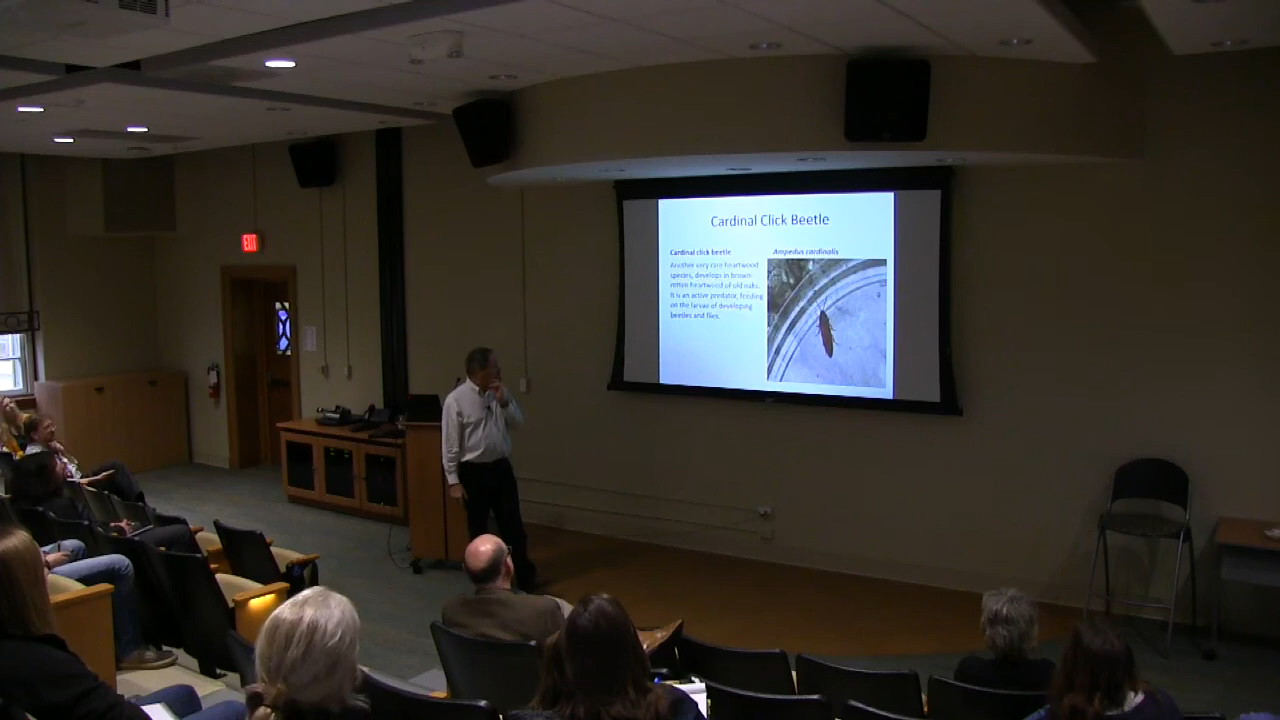 EXIT
Cardinal Click Beetle
Cardinal click beetle
Another very rare heartwood
species, develops in brown-
rotten heartwood of old oaks.
It is an active predator, feeding
on the larvae of developing
beetles and flies.
Ampedus cardinalis